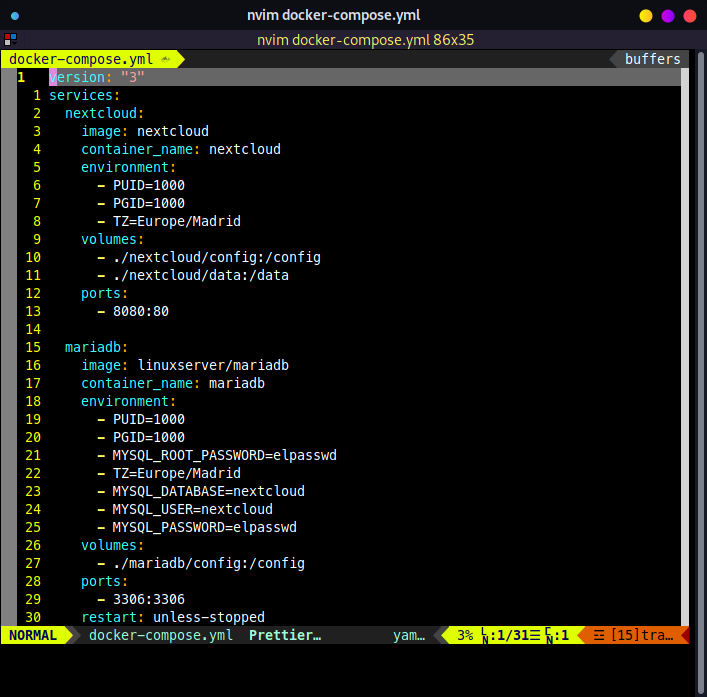 nvim docker-compose.yml
nvim docker-compose.yml 86x35
docker-compose.yml buffers
1 version: "3"
1 services:
2 nextcloud:
3 image: nextcloud
4 container_name: nextcloud
5 environment:
6 - PUID=1000
7 - PGID=1000
8 - TZ=Europe/Madrid
9 volumes:
10 - ./nextcloud/config:/config
11 - ./nextcloud/data:/data
12 ports:
13 - 8080:80
14
15 mariadb:
16 image: linuxserver/mariadb
17 container_name: mariadb
18 environment:
19 - PUID=1000
20 - PGID=1000
21 - MYSQL_ROOT_PASSWORD=elpasswd
22 - TZ=Europe/Madrid
23 - MYSQL_DATABASE=nextcloud
24 - MYSQL_USER=nextcloud
25 - MYSQL_PASSWORD=elpasswd
26 volumes:
27 - ./mariadb/config:/config
28 ports:
29 - 3306:3306
30 restart: unless-stopped
NORMAL docker-compose.yml Prettier… yam… 3% ␊:1/31☰ ℅:1 ☲ [15]tra…